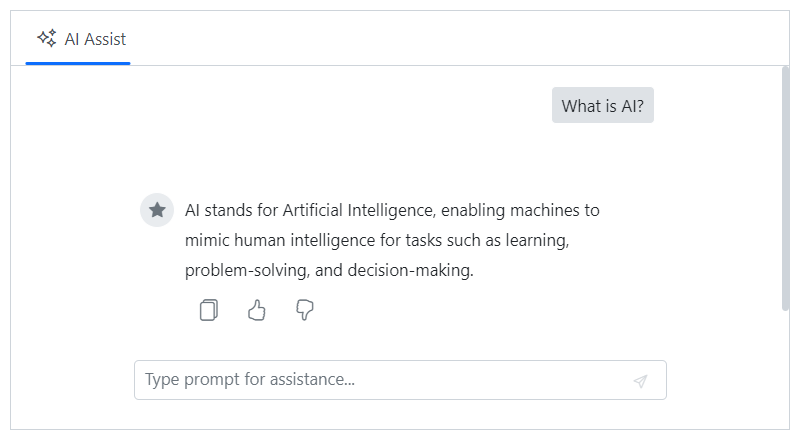 AI Assist
What is AI?
AI stands for Artificial Intelligence, enabling machines to
mimic human intelligence for tasks such as learning,
problem-solving, and decision-making.
Type prompt for assistance...